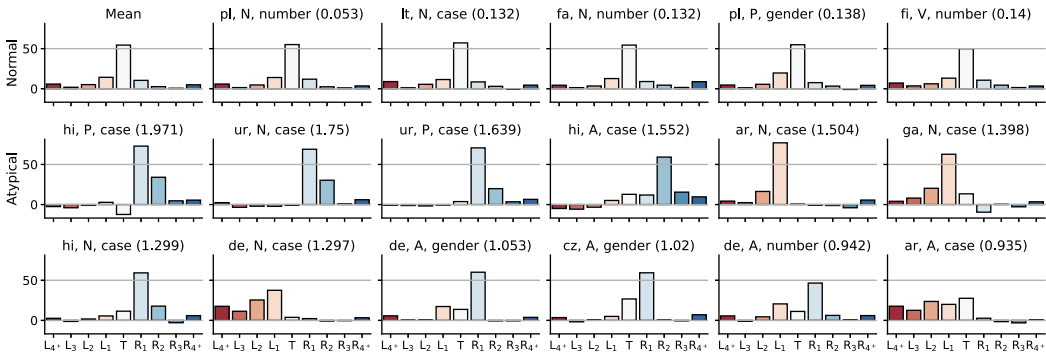 Mean pl, N, number (0.053) lt, N, case (0.132) fa, N, number (0.132) pl, P, gender (0.138) fi, V, number (0.14)
Normal
50
0
hi, P, case (1.971) ur, N, case (1.75) ur, P, case (1.639) hi, A, case (1.552) ar, N, case (1.504) ga, N, case (1.398)
Atypical
50
0
hi, N, case (1.299) de, N, case (1.297) de, A, gender (1.053) cz, A, gender (1.02) de, A, number (0.942) ar, A, case (0.935)
50
0
L4+ L3 L2 L1 T R1 R2 R3 R4+ L4+ L3 L2 L1 T R1 R2 R3 R4+ L4+ L3 L2 L1 T R1 R2 R3 R4+ L4+ L3 L2 L1 T R1 R2 R3 R4+ L4+ L3 L2 L1 T R1 R2 R3 R4+ L4+ L3 L2 L1 T R1 R2 R3 R4+